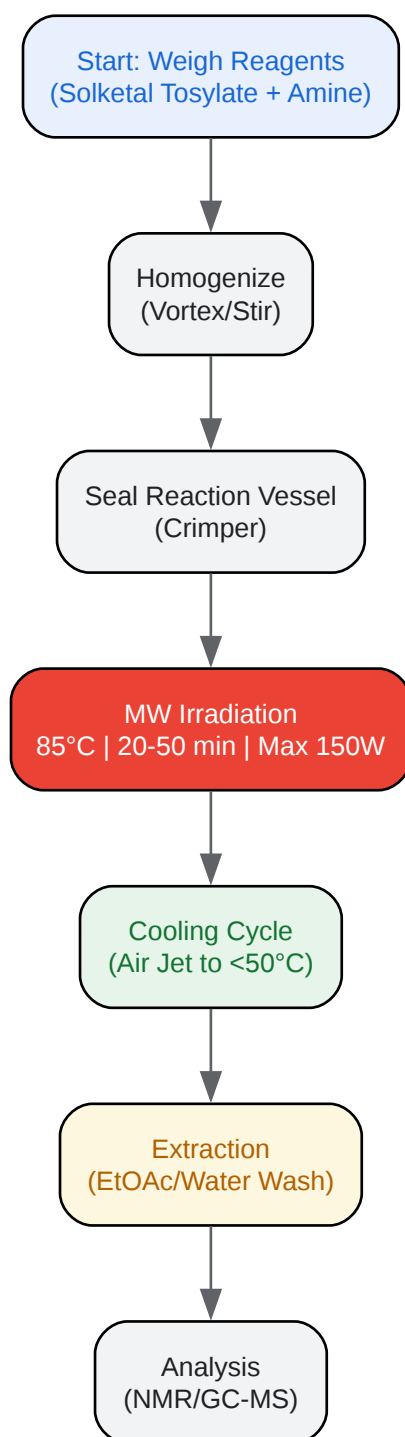 Start: Weigh Reagents
(Solketal Tosylate + Amine)
Homogenize
(Vortex/Stir)
Seal Reaction Vessel
(Crimper)
MW Irradiation
85°C | 20-50 min | Max 150W
Cooling Cycle
(Air Jet to <50°C)
Extraction
(EtOAc/Water Wash)
Analysis
(NMR/GC-MS)